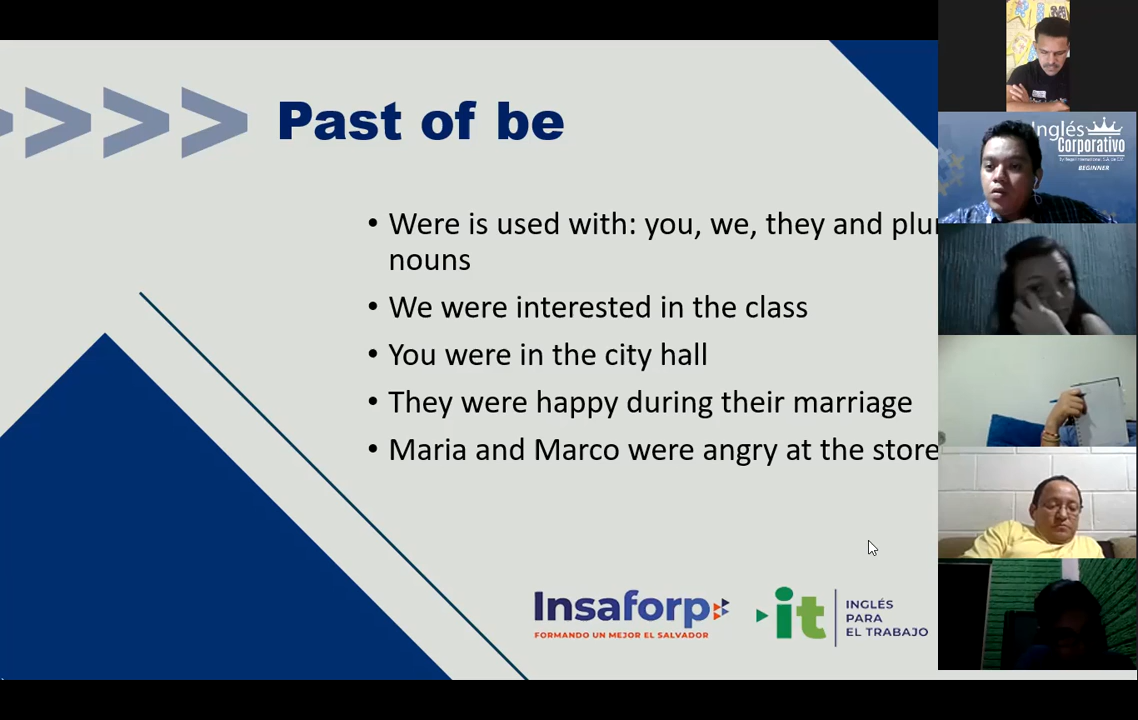 Past of be
• Were is used with: you, we, they and
nouns
• We were interested in the class
• You were in the city hall
• They were happy during their marriage
• Maria and Marco were angry at the store
Insaforp
FORMANDO UN MEJOR EL SALVADOR
it
INGLÉS
PARA
EL TRABAJO
Inglés
Corporativo
BEGINNER